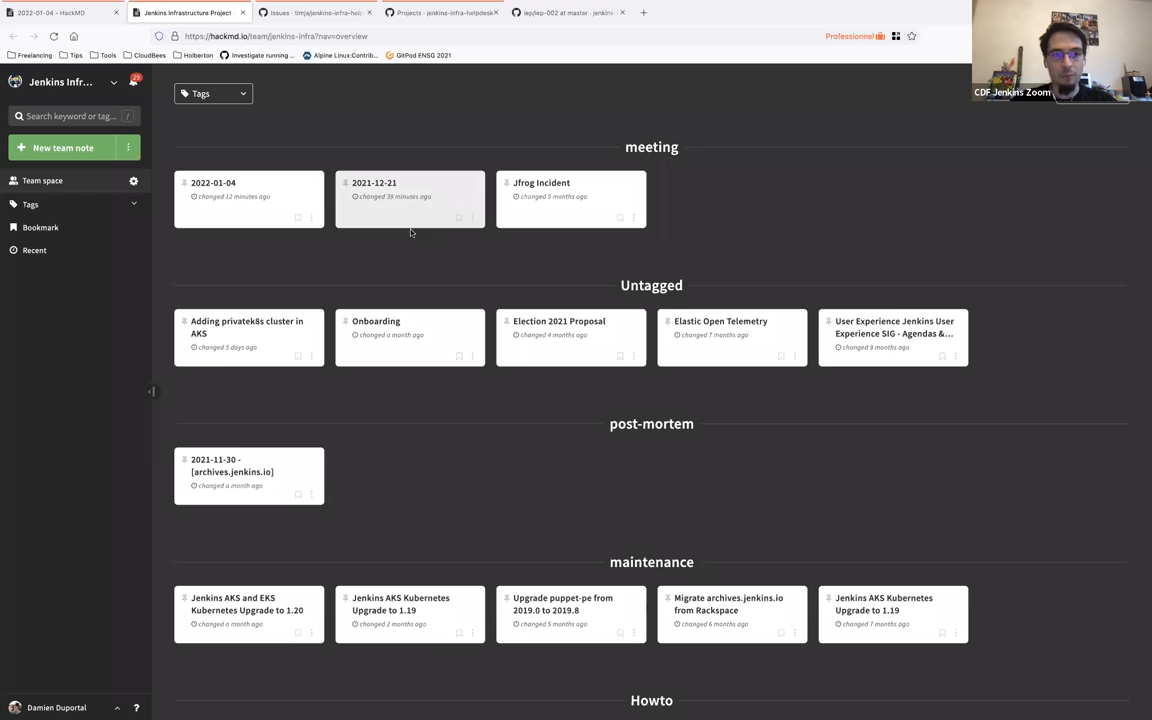 2022-01-04 - HackMD
Jenkins Infrastructure Project
Issues · timja/jenkins-infra-help
Projects · jenkins-infra/helpdesk
iep/iep-002 at master · jenkins
https://hackmd.io/team/jenkins-infra?nav=overview
Professionnel
Freelancing
Tips
Tools
CloudBees
Holberton
Investigate running ...
Alpine Linux:Contrib...
GitPod ENSG 2021
CDF Jenkins Zoom
Jenkins Infr...
29
Search keyword or tag... /
New team note
Team space
Tags
Bookmark
Recent
Damien Duportal
?
Tags
meeting
2022-01-04
changed 12 minutes ago
2021-12-21
changed 39 minutes ago
Jfrog Incident
changed 5 months ago
Untagged
Adding privatek8s cluster in
AKS
changed 5 days ago
Onboarding
changed a month ago
Election 2021 Proposal
changed 4 months ago
Elastic Open Telemetry
changed 7 months ago
User Experience Jenkins User
Experience SIG - Agendas &...
changed 9 months ago
post-mortem
2021-11-30 -
[archives.jenkins.io]
changed a month ago
maintenance
Jenkins AKS and EKS
Kubernetes Upgrade to 1.20
changed a month ago
Jenkins AKS Kubernetes
Upgrade to 1.19
changed 2 months ago
Upgrade puppet-pe from
2019.0 to 2019.8
changed 5 months ago
Migrate archives.jenkins.io
from Rackspace
changed 6 months ago
Jenkins AKS Kubernetes
Upgrade to 1.19
changed 7 months ago
Howto